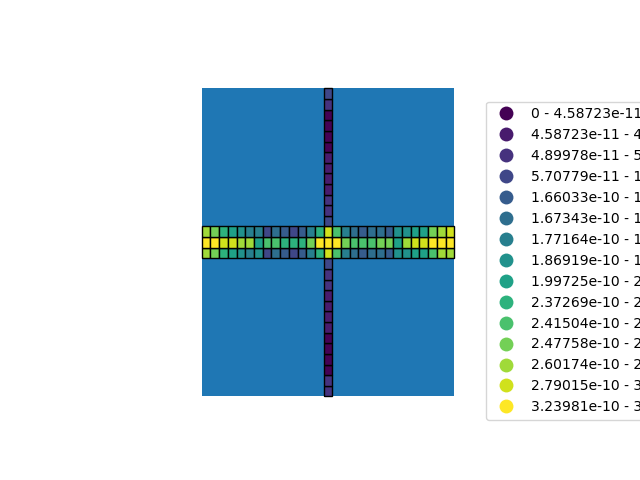 0 - 4.58723e-11
4.58723e-11 - 4
4.89978e-11 - 5
5.70779e-11 - 1
1.66033e-10 - 1
1.67343e-10 - 1
1.77164e-10 - 1
1.86919e-10 - 1
1.99725e-10 - 2
2.37269e-10 - 2
2.41504e-10 - 2
2.47758e-10 - 2
2.60174e-10 - 2
2.79015e-10 - 3
3.23981e-10 - 3